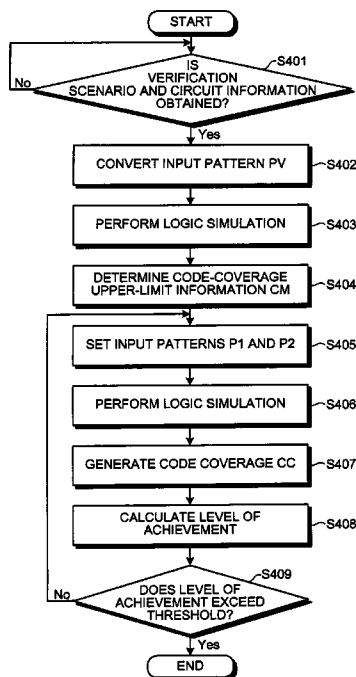 START
IS
VERIFICATION
SCENARIO AND CIRCUIT INFORMATION
OBTAINED?
S401
No
Yes
CONVERT INPUT PATTERN PV
S402
PERFORM LOGIC SIMULATION
S403
DETERMINE CODE-COVERAGE
UPPER-LIMIT INFORMATION CM
S404
SET INPUT PATTERNS P1 AND P2
S405
PERFORM LOGIC SIMULATION
S406
GENERATE CODE COVERAGE CC
S407
CALCULATE LEVEL OF
ACHIEVEMENT
S408
S409
DOES LEVEL OF
ACHIEVEMENT EXCEED
THRESHOLD?
No
Yes
END